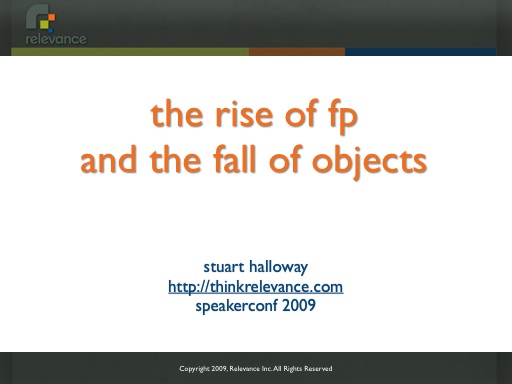 relevance
the rise of fp
and the fall of objects
stuart halloway
http://thinkrelevance.com
speakerconf 2009
Copyright 2009, Relevance Inc. All Rights Reserved